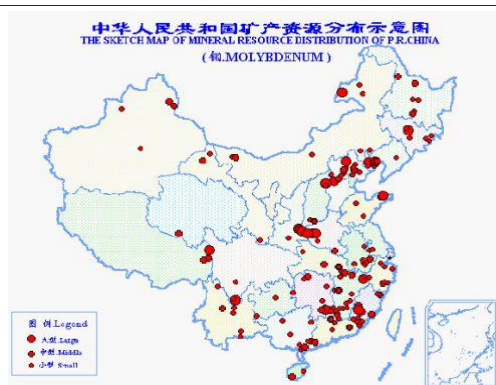 中华人民共和国矿产资源分布示意图
THE SKETCH MAP OF MINERAL RESOURCE DISTRIBUTION OF P.R.CHINA
(钼.MOLYBDENUM)
图 例.Legend
大型.Large
中型.Middle
小型.Small